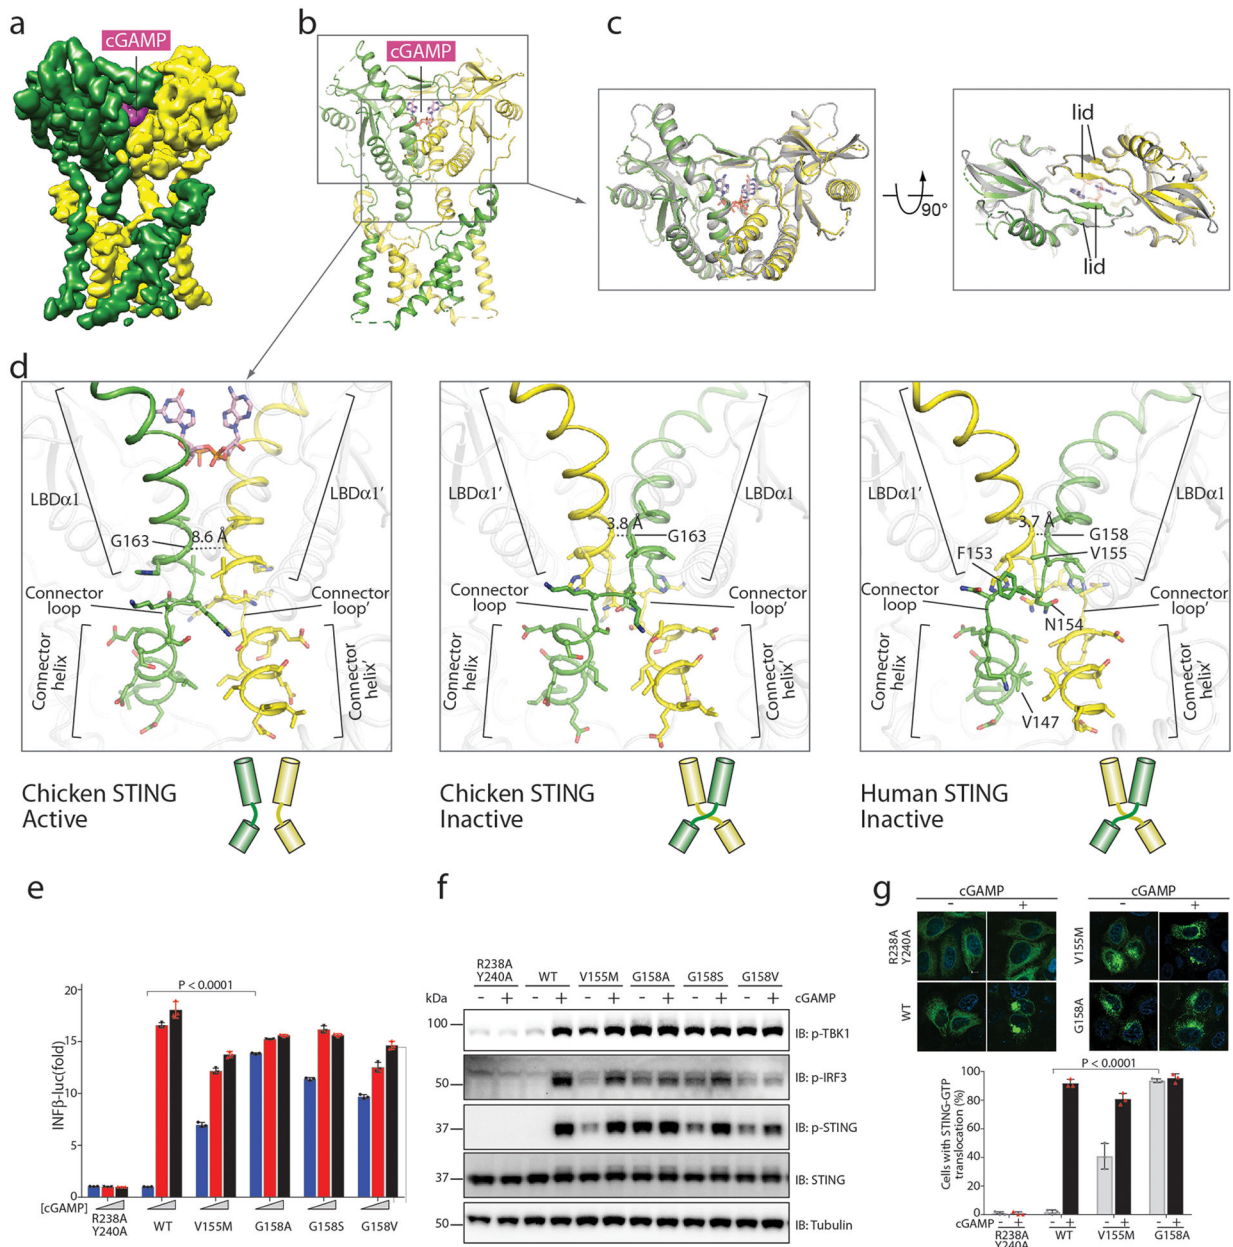 a
cGAMP
b
cGAMP
c
90°
lid
lid
d
LBDα1
LBDα1′
G163
8.6 Å
Connector
loop
Connector
loop′
Connector
helix
Connector
helix′
Chicken STING
Active
LBDα1′
LBDα1
3.8 Å
G163
Connector
loop
Connector
loop′
Connector
helix
Connector
helix′
Chicken STING
Inactive
LBDα1′
LBDα1
3.7 Å
G158
V155
F153
Connector
loop
N154
Connector
loop′
Connector
helix
Connector
helix′
V147
Human STING
Inactive
e
P < 0.0001
20
15
10
5
0
INFβ-luc(fold)
[cGAMP]
R238A
Y240A
WT
V155M
G158A
G158S
G158V
f
R238A
Y240A
WT
V155M
G158A
G158S
G158V
kDa
- + - + - + - + - + - +
cGAMP
100
IB: p-TBK1
50
IB: p-IRF3
37
IB: p-STING
37
IB: STING
50
IB: Tubulin
g
cGAMP
- +
R238A
Y240A
WT
cGAMP
- +
V155M
G158A
P < 0.0001
Cells with STING-GTP
translocation (%)
100
80
60
40
20
0
cGAMP
- + - + - + - +
R238A
Y240A
WT
V155M
G158A